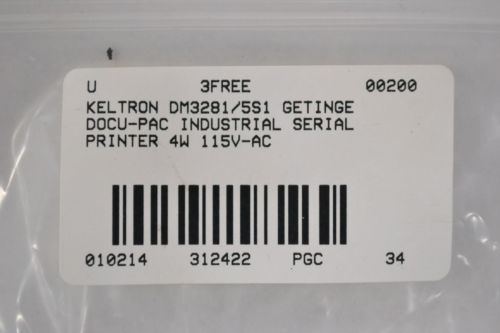 U 3FREE 00200
KELTRON DM3281/5S1 GETINGE
DOCU-PAC INDUSTRIAL SERIAL
PRINTER 4W 115V-AC
010214 312422 PGC 34